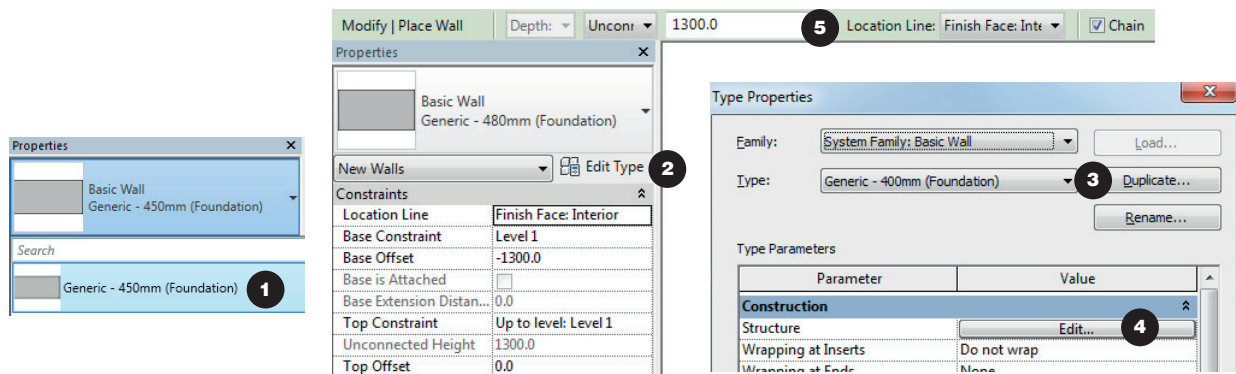 Properties
Basic Wall
Generic - 450mm (Foundation)
Search
Generic - 450mm (Foundation) 1
Modify | Place Wall Depth: Unconr 1300.0 5 Location Line: Finish Face: Inte Chain
Properties
Basic Wall
Generic - 480mm (Foundation)
New Walls Edit Type 2
Constraints
Location Line Finish Face: Interior
Base Constraint Level 1
Base Offset -1300.0
Base is Attached
Base Extension Distan... 0.0
Top Constraint Up to level: Level 1
Unconnected Height 1300.0
Top Offset 0.0
Type Properties
Family: System Family: Basic Wall Load...
Type: Generic - 400mm (Foundation) 3 Duplicate...
Rename...
Type Parameters
Parameter Value
Construction
Structure Edit... 4
Wrapping at Inserts Do not wrap
Wrapping at Ends None